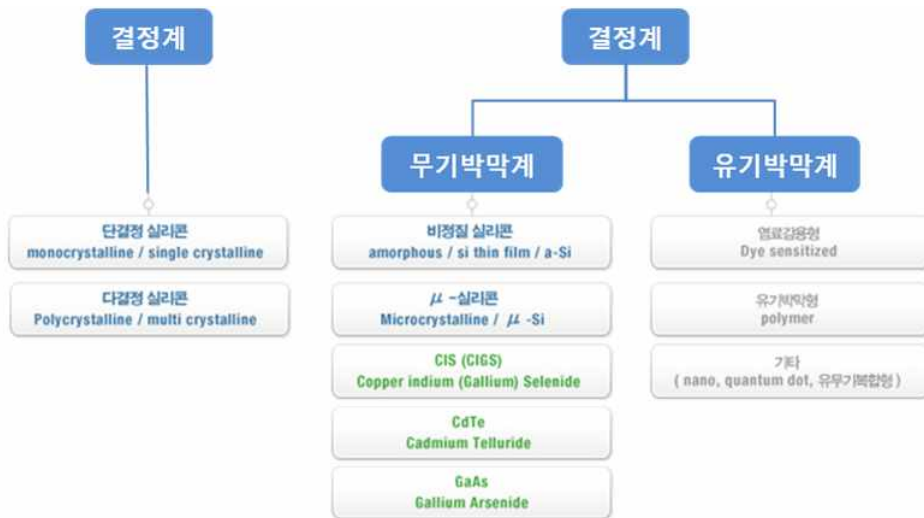 결정계
단결정 실리콘
monocrystalline / single crystalline
다결정 실리콘
Polycrystalline / multi crystalline
결정계
무기박막계
비정질 실리콘
amorphous / si thin film / a-Si
μ -실리콘
Microcrystalline / μ -Si
CIS (CIGS)
Copper indium (Gallium) Selenide
CdTe
Cadmium Telluride
GaAs
Gallium Arsenide
유기박막계
염료감응형
Dye sensitized
유기박막형
polymer
기타
( nano, quantum dot, 유무기복합형 )